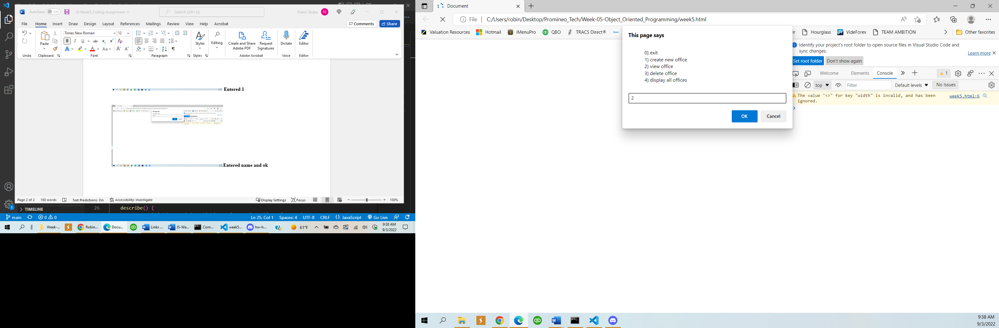 AutoSave Off JS-Week5_Coding-Assignment Search (Alt+Q) Robin Straka RS
File Home Insert Draw Design Layout References Mailings Review View Help Acrobat Comments Share
Times New Roman 12
Paste Styles Editing Create and Share Adobe PDF Request Signatures Dictate Editor
Undo Clipboard Font Paragraph Styles Adobe Acrobat Voice Editor
Entered 1
Entered name and ok
Page 2 of 2 180 words Text Predictions: On Accessibility: Investigate Display Settings Focus 100%
TIMELINE 26 describe() {
main 0 0 Ln 25, Col 1 Spaces: 4 UTF-8 CRLF {} JavaScript Go Live
Week-... Robin... Docu... Links ... JS-We... Com... week5... hw-h... 61°F 9:38 AM
9/3/2022
Document
File C:/Users/robin/Desktop/Promineo_Tech/Week-05-Object_Oriented_Programming/week5.html
Valuation Resources Hotmail iMenuPro QBO TRACS Direct® Sysco er Hourglass VideForex TEAM AMBITION Other favorites
This page says
0) exit
1) create new office
2) view office
3) delete office
4) display all offices
2
OK Cancel
Identify your project's root folder to open source files in Visual Studio Code and
sync changes.
Learn more
Set root folder Don't show again
Welcome Elements Console 1
top Filter Default levels No Issues
The value "<>" for key "width" is invalid, and has been week5.html:6
ignored.
9:38 AM
9/3/2022